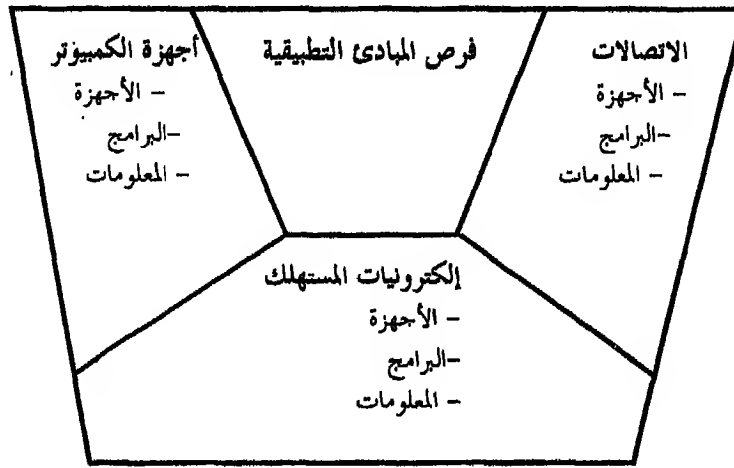 الاتصالات
- الأجهزة
-البرامج
- المعلومات
فرص المبادئ التطبيقية
أجهزة الكمبيوتر
- الأجهزة
-البرامج
- المعلومات
إلكترونيات المستهلك
- الأجهزة
-البرامج
- المعلومات